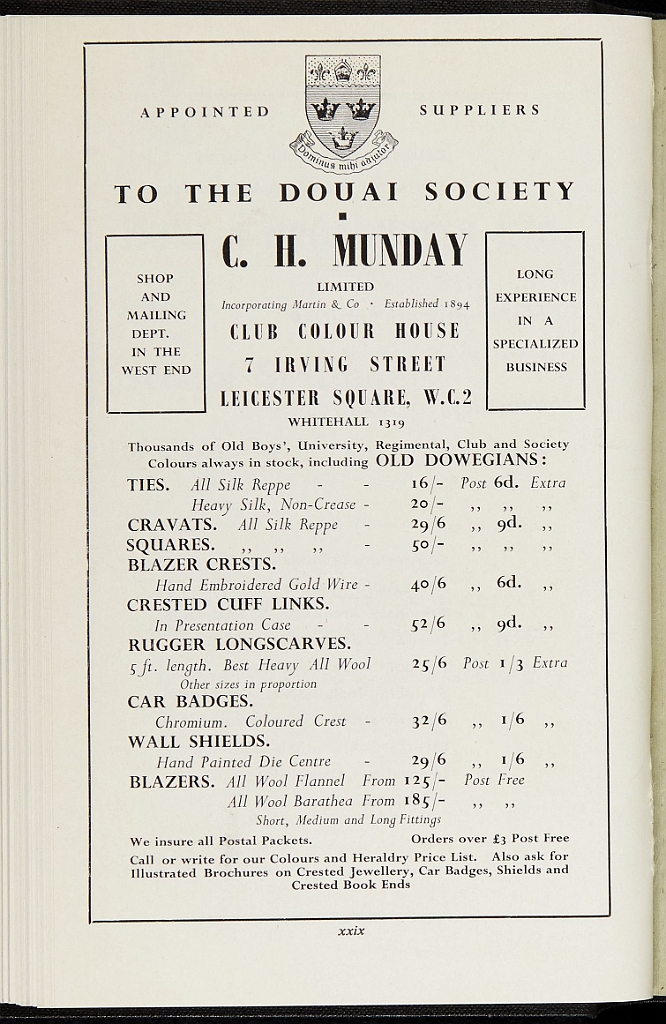 APPOINTED SUPPLIERS
Dominus mihi adjutor
TO THE DOUAI SOCIETY
C. H. MUNDAY
LIMITED
Incorporating Martin & Co · Established 1894
CLUB COLOUR HOUSE
7 IRVING STREET
LEICESTER SQUARE, W.C.2
WHITEHALL 1319
SHOP
AND
MAILING
DEPT.
IN THE
WEST END
LONG
EXPERIENCE
IN A
SPECIALIZED
BUSINESS
Thousands of Old Boys', University, Regimental, Club and Society
Colours always in stock, including OLD DOWEGIANS:
TIES. All Silk Reppe - - 16/- Post 6d. Extra
Heavy Silk, Non-Crease - 20/- ,, ,, ,,
CRAVATS. All Silk Reppe - 29/6 ,, 9d. ,,
SQUARES. ,, ,, ,, - 50/- ,, ,, ,,
BLAZER CRESTS.
Hand Embroidered Gold Wire - 40/6 ,, 6d. ,,
CRESTED CUFF LINKS.
In Presentation Case - - 52/6 ,, 9d. ,,
RUGGER LONGSCARVES.
5 ft. length. Best Heavy All Wool 25/6 Post 1/3 Extra
Other sizes in proportion
CAR BADGES.
Chromium. Coloured Crest - 32/6 ,, 1/6 ,,
WALL SHIELDS.
Hand Painted Die Centre - 29/6 ,, 1/6 ,,
BLAZERS. All Wool Flannel From 125/- Post Free
All Wool Barathea From 185/- ,, ,,
Short, Medium and Long Fittings
We insure all Postal Packets. Orders over £3 Post Free
Call or write for our Colours and Heraldry Price List. Also ask for
Illustrated Brochures on Crested Jewellery, Car Badges, Shields and
Crested Book Ends
xxix